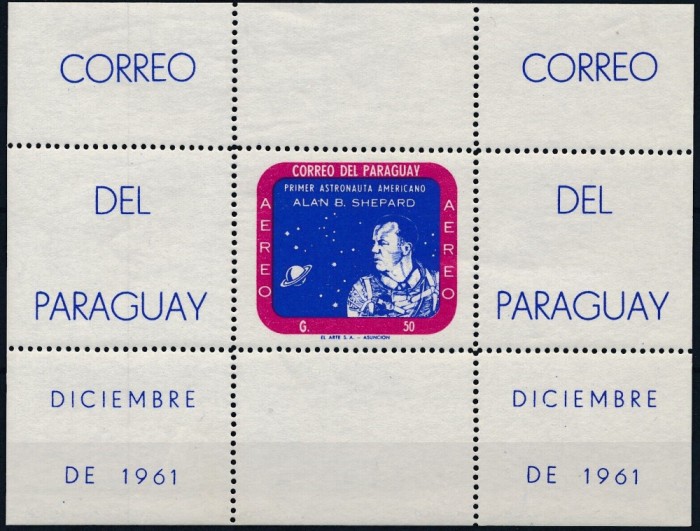 CORREO
CORREO
DEL
PARAGUAY
CORREO DEL PARAGUAY
PRIMER ASTRONAUTA AMERICANO
ALAN B. SHEPARD
AEREO
AEREO
G. 50
EL ARTE S.A. - ASUNCION
DEL
PARAGUAY
DICIEMBRE
DE 1961
DICIEMBRE
DE 1961